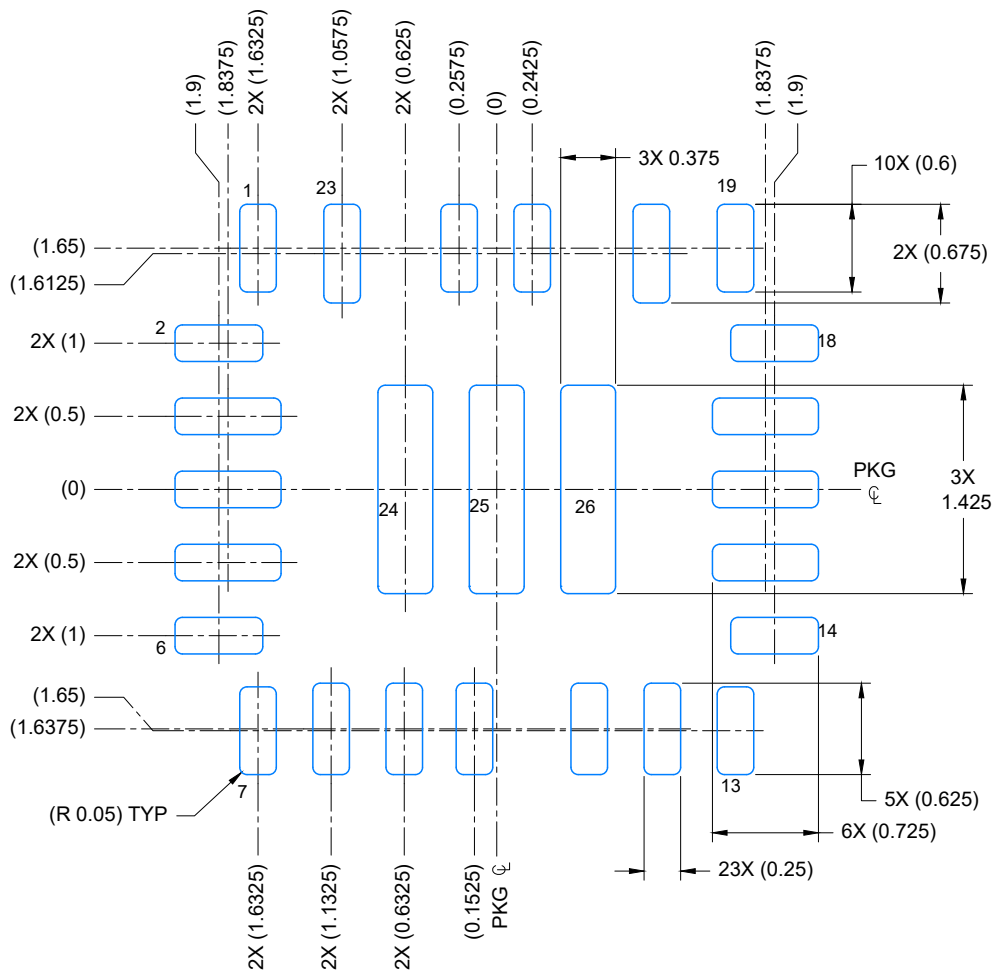 (1.9)
(1.8375)
2X (1.6325)
2X (1.0575)
2X (0.625)
(0.2575)
(0)
(0.2425)
(1.8375)
(1.9)
3X 0.375
10X (0.6)
1
23
19
2X (0.675)
(1.65)
(1.6125)
2
2X (1)
18
2X (0.5)
(0)
PKG
℄
3X
1.425
24
25
26
2X (0.5)
2X (1)
6
14
(1.65)
(1.6375)
7
13
(R 0.05) TYP
5X (0.625)
6X (0.725)
23X (0.25)
2X (1.6325)
2X (1.1325)
2X (0.6325)
(0.1525)
PKG ℄